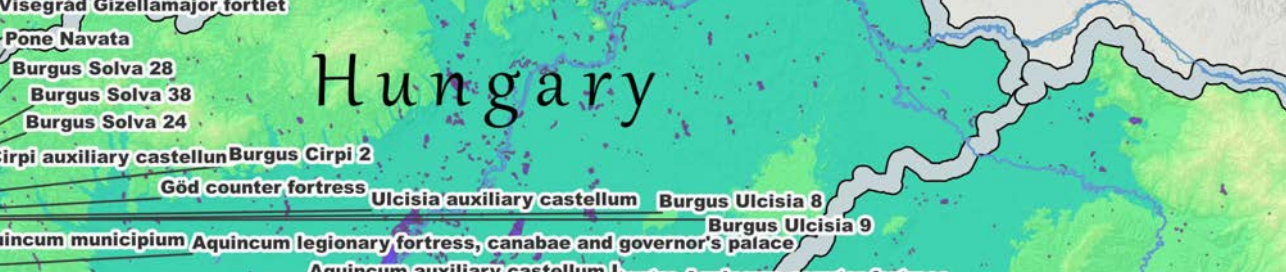 Visegrád Gizellamajor fortlet
Pone Navata
Hungary
Burgus Solva 28
Burgus Solva 38
Burgus Solva 24
Cirpi auxiliary castellun
Burgus Cirpi 2
Göd counter fortress
Ulcisia auxiliary castellum
Burgus Ulcisia 8
Burgus Ulcisia 9
uincum municipium
Aquincum legionary fortress, canabae and governor's palace
Aquincum auxiliary castellum I